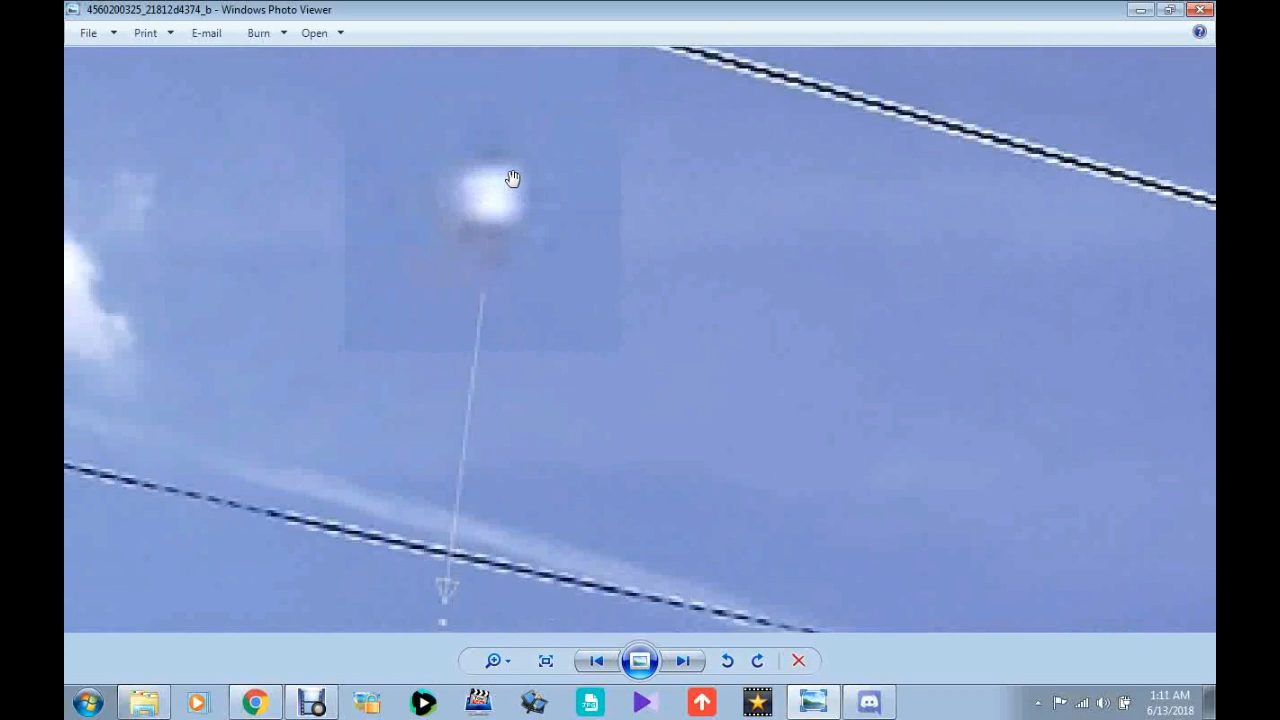 4560200325_21812d4374_b - Windows Photo Viewer
File Print E-mail Burn Open
1:11 AM
6/13/2018